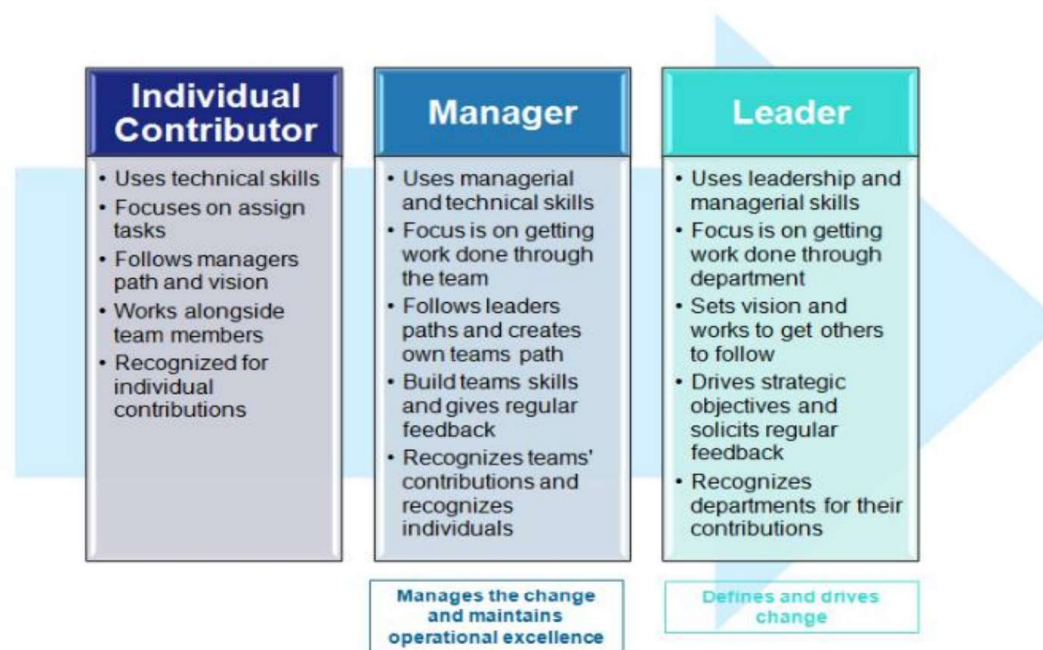 Individual
Contributor
• Uses technical skills
• Focuses on assign
tasks
• Follows managers
path and vision
• Works alongside
team members
• Recognized for
individual
contributions
Manager
• Uses managerial
and technical skills
• Focus is on getting
work done through
the team
• Follows leaders
paths and creates
own teams path
• Build teams skills
and gives regular
feedback
• Recognizes teams'
contributions and
recognizes
individuals
Leader
• Uses leadership and
managerial skills
• Focus is on getting
work done through
department
• Sets vision and
works to get others
to follow
• Drives strategic
objectives and
solicits regular
feedback
• Recognizes
departments for their
contributions
Manages the change
and maintains
operational excellence
Defines and drives
change